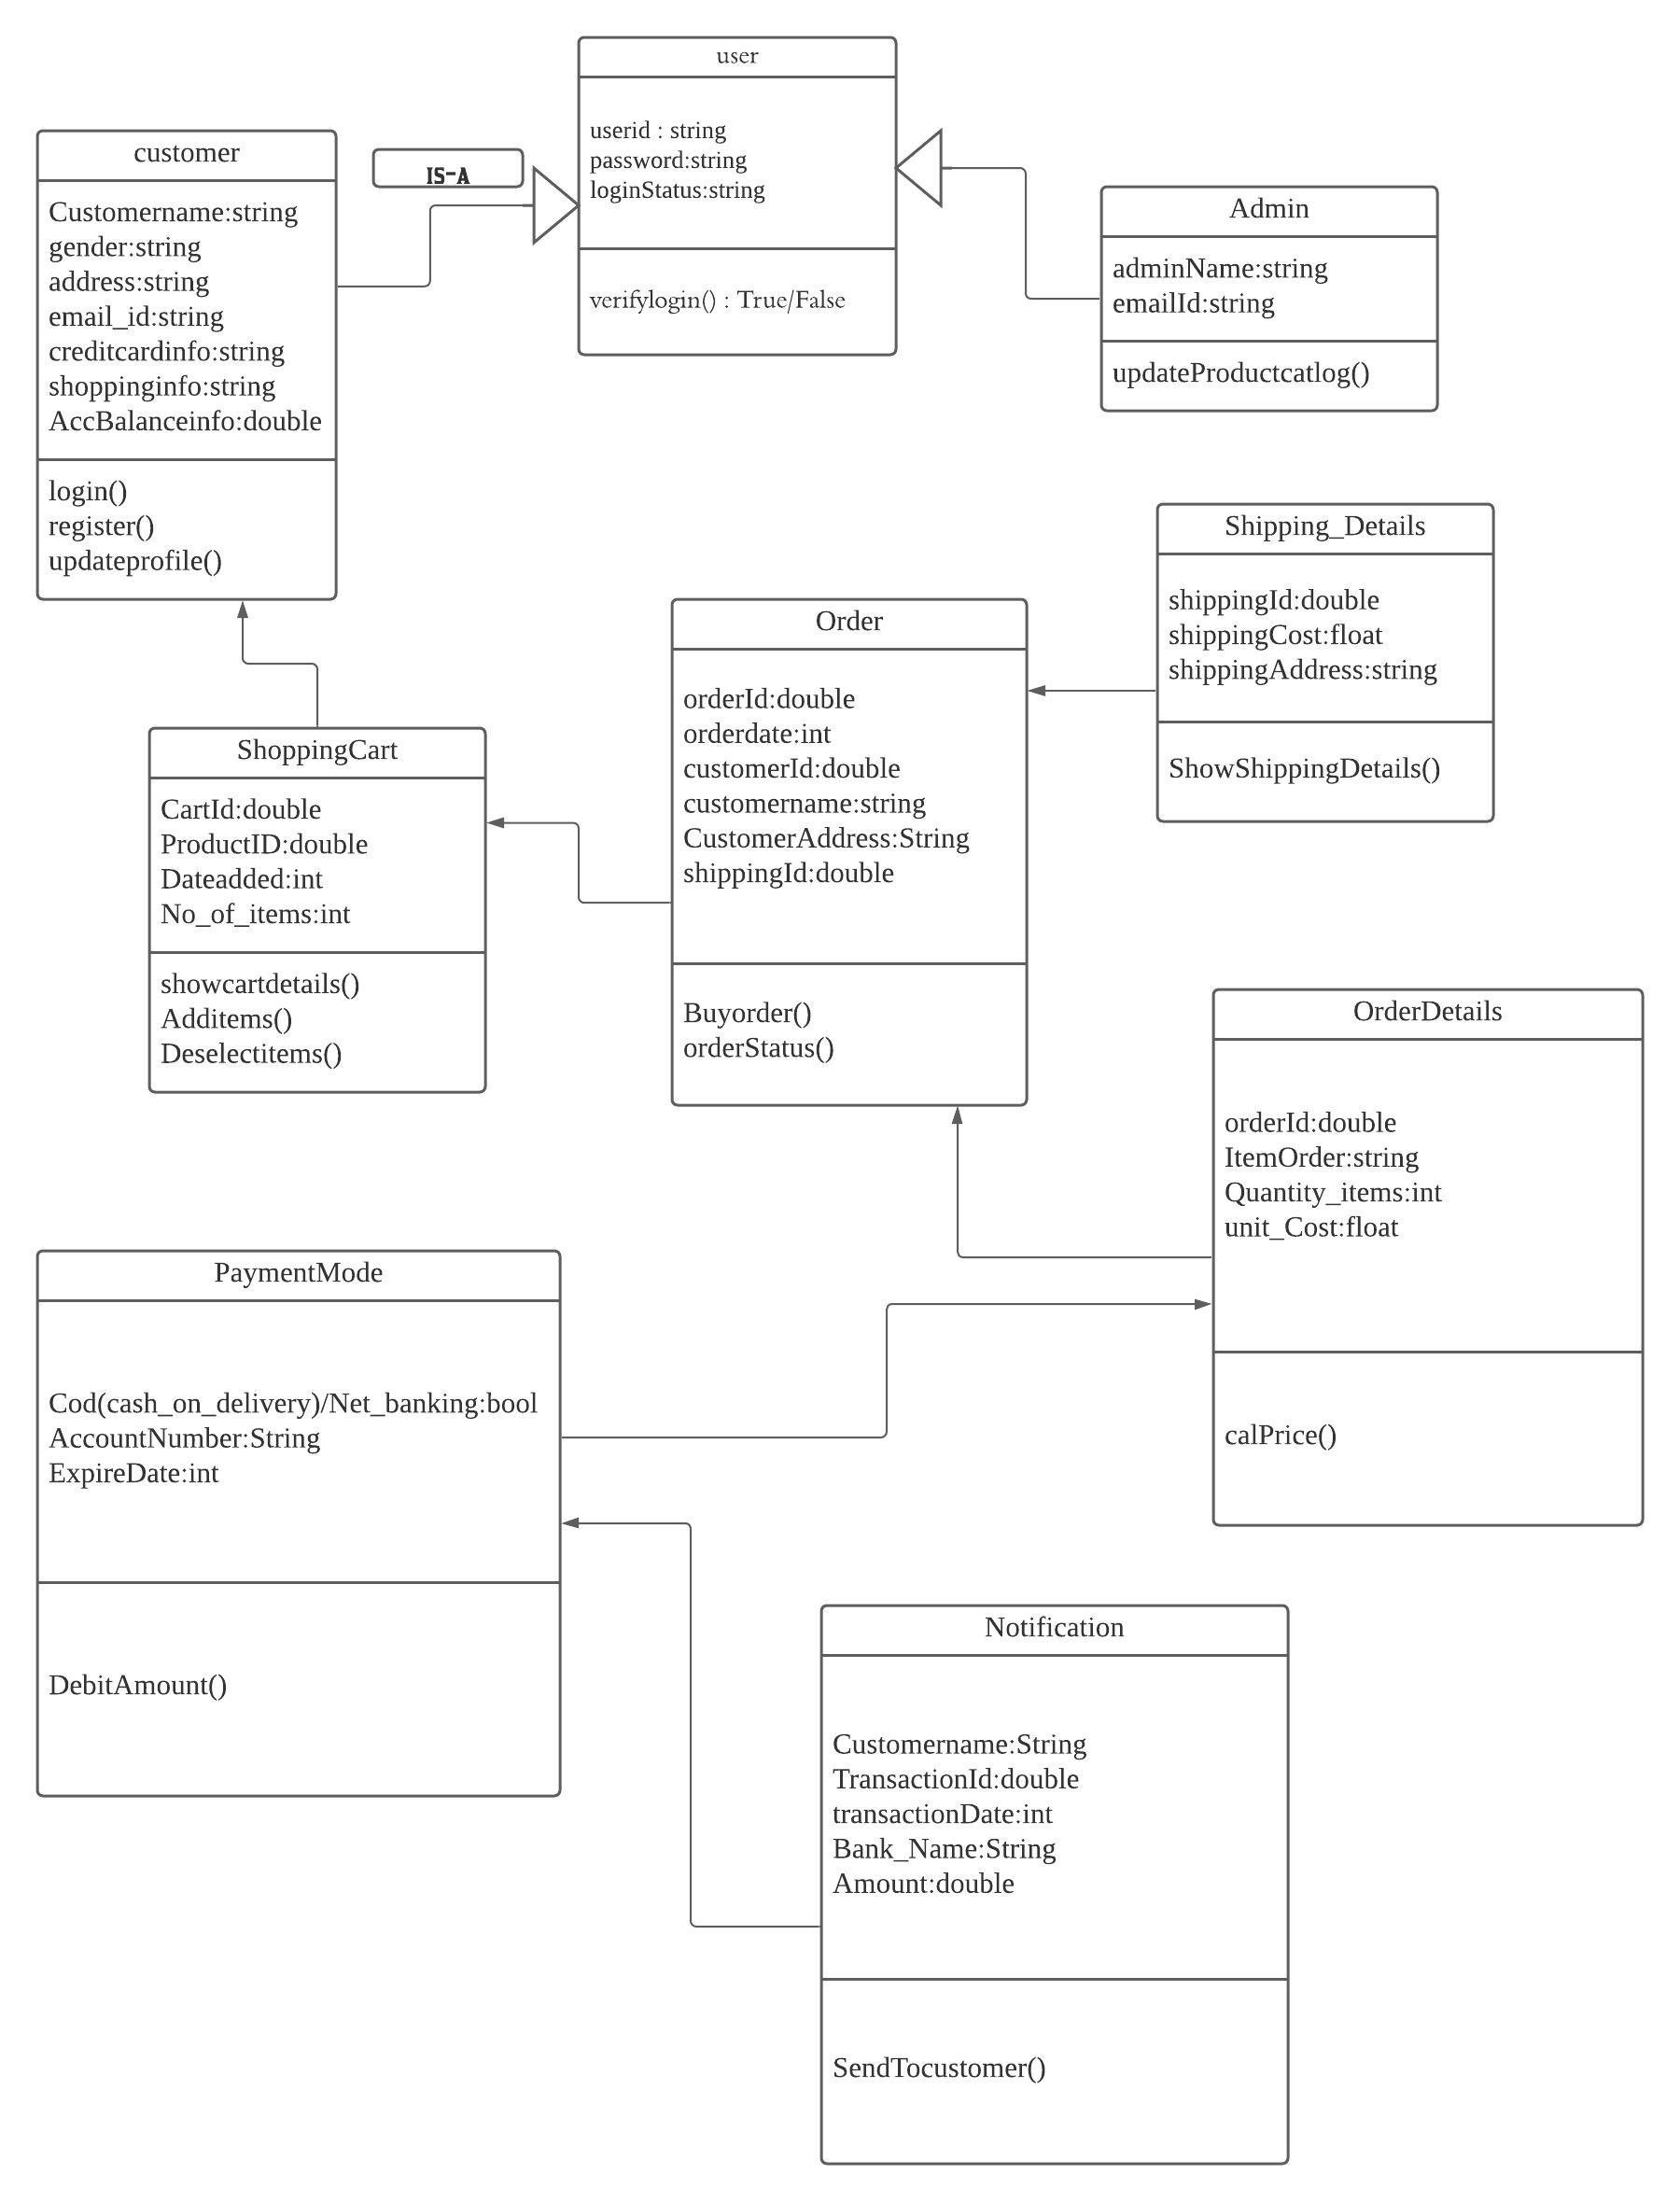 user
userid : string
password:string
loginStatus:string
verifylogin() : True/False
customer
Customername:string
gender:string
address:string
email_id:string
creditcardinfo:string
shoppinginfo:string
AccBalanceinfo:double
login()
register()
updateprofile()
IS-A
Admin
adminName:string
emailId:string
updateProductcatlog()
Shipping_Details
shippingId:double
shippingCost:float
shippingAddress:string
ShowShippingDetails()
Order
orderId:double
orderdate:int
customerId:double
customername:string
CustomerAddress:String
shippingId:double
Buyorder()
orderStatus()
ShoppingCart
CartId:double
ProductID:double
Dateadded:int
No_of_items:int
showcartdetails()
Additems()
Deselectitems()
OrderDetails
orderId:double
ItemOrder:string
Quantity_items:int
unit_Cost:float
calPrice()
PaymentMode
Cod(cash_on_delivery)/Net_banking:bool
AccountNumber:String
ExpireDate:int
DebitAmount()
Notification
Customername:String
TransactionId:double
transactionDate:int
Bank_Name:String
Amount:double
SendTocustomer()